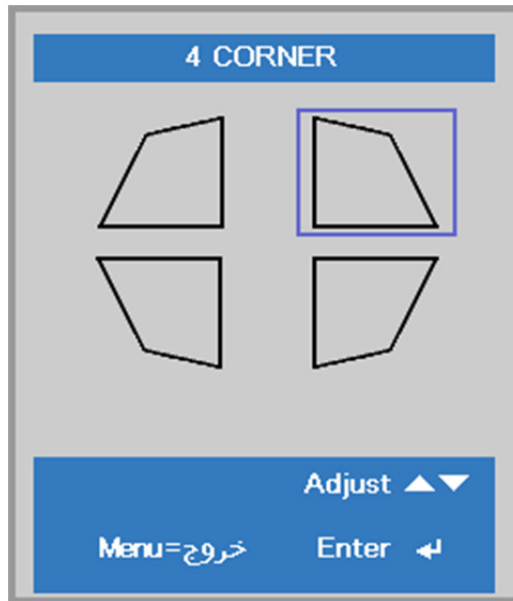 4 CORNER
Adjust ▲▼
Menu=خروج Enter ↵